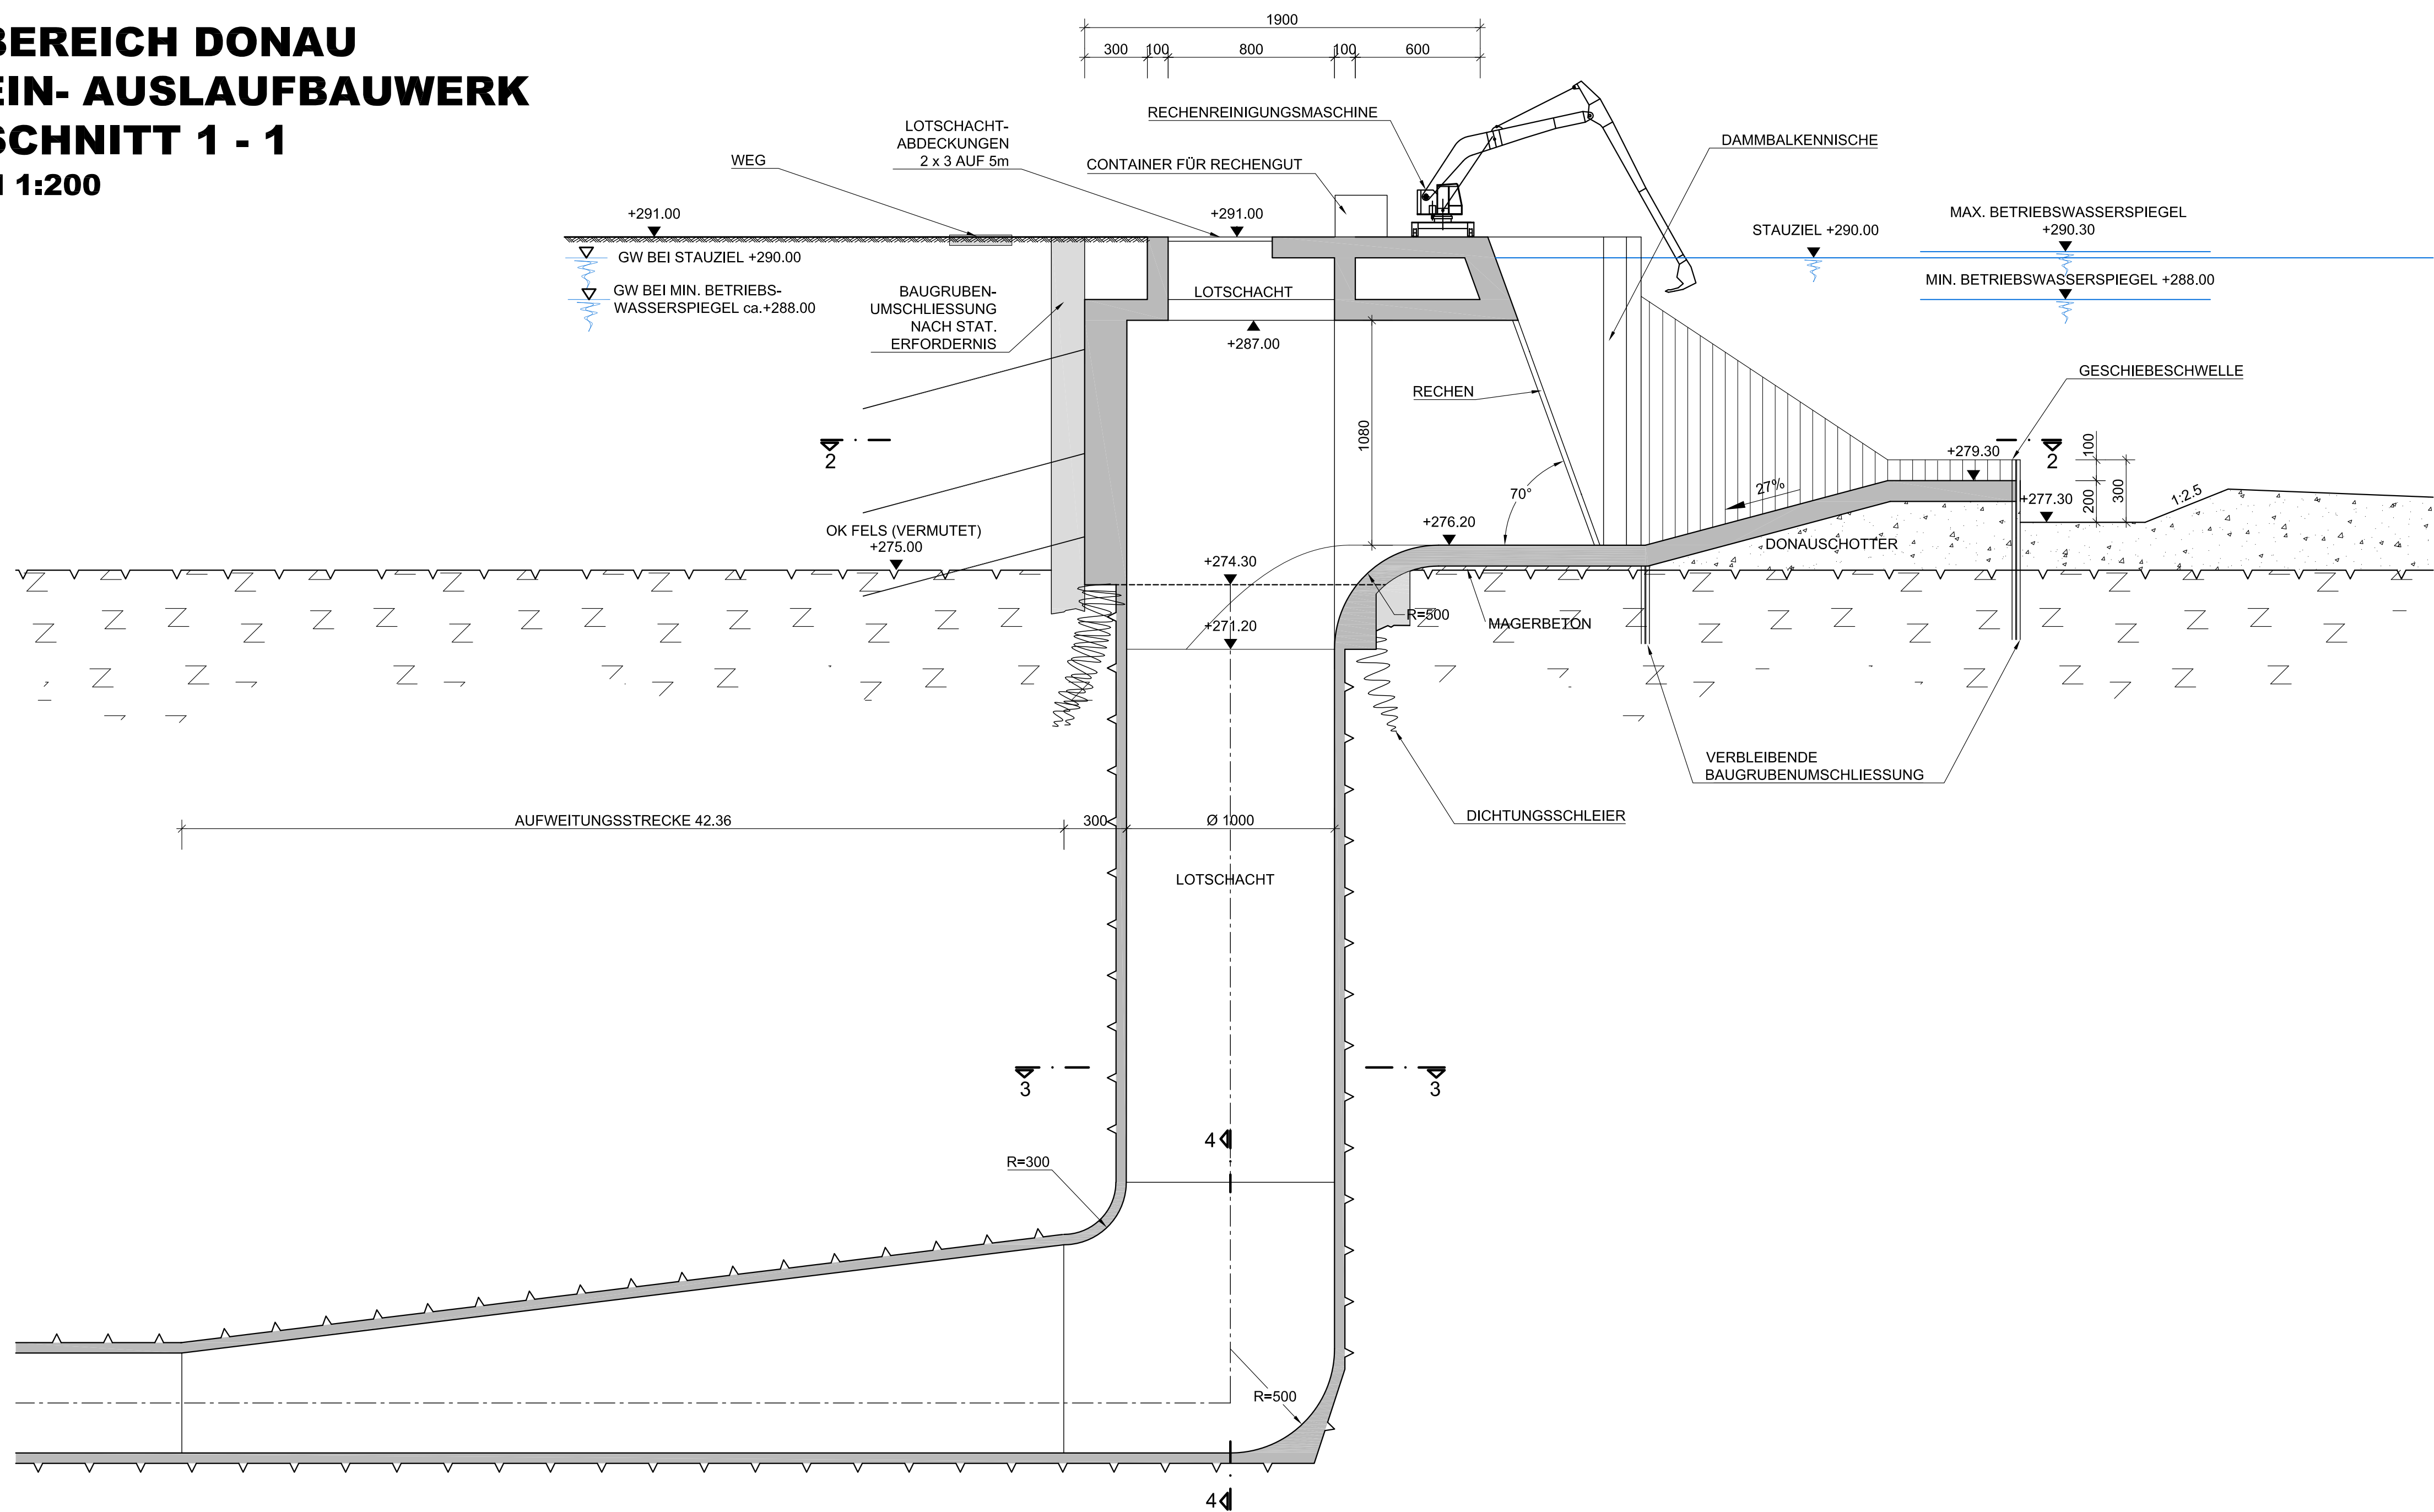 BEREICH DONAU
EIN- AUSLAUFBAUWERK
SCHNITT 1 - 1
1:200
1900
300
100
800
100
600
RECHENREINIGUNGSMASCHINE
LOTSCHACHT-
ABDECKUNGEN
2 x 3 AUF 5m
WEG
CONTAINER FÜR RECHENGUT
DAMMBALKENNISCHE
+291.00
+291.00
STAUZIEL +290.00
MAX. BETRIEBSWASSERSPIEGEL
+290.30
MIN. BETRIEBSWASSERSPIEGEL +288.00
GW BEI STAUZIEL +290.00
GW BEI MIN. BETRIEBS-
WASSERSPIEGEL ca.+288.00
BAUGRUBEN-
UMSCHLIESSUNG
NACH STAT.
ERFORDERNIS
LOTSCHACHT
+287.00
RECHEN
GESCHIEBESCHWELLE
1080
2
2
+279.30
100
200
300
27%
70°
+277.30
1:2.5
+276.20
OK FELS (VERMUTET)
+275.00
DONAUSCHOTTER
+274.30
R=500
+271.20
MAGERBETON
VERBLEIBENDE
BAUGRUBENUMSCHLIESSUNG
DICHTUNGSSCHLEIER
AUFWEITUNGSSTRECKE 42.36
300
Ø 1000
LOTSCHACHT
3
3
4
R=300
R=500
4